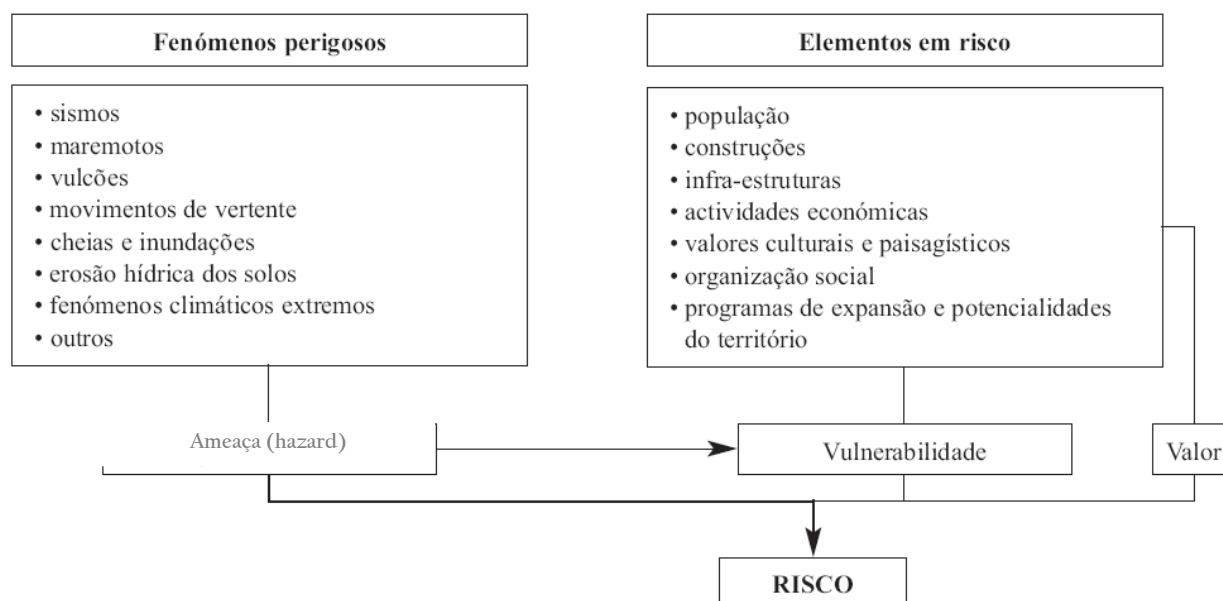 Fenómenos perigosos
• sismos
• maremotos
• vulcões
• movimentos de vertente
• cheias e inundações
• erosão hídrica dos solos
• fenómenos climáticos extremos
• outros
Elementos em risco
• população
• construções
• infra-estruturas
• actividades económicas
• valores culturais e paisagísticos
• organização social
• programas de expansão e potencialidades
do território
Ameaça (hazard)
Vulnerabilidade
Valor
RISCO